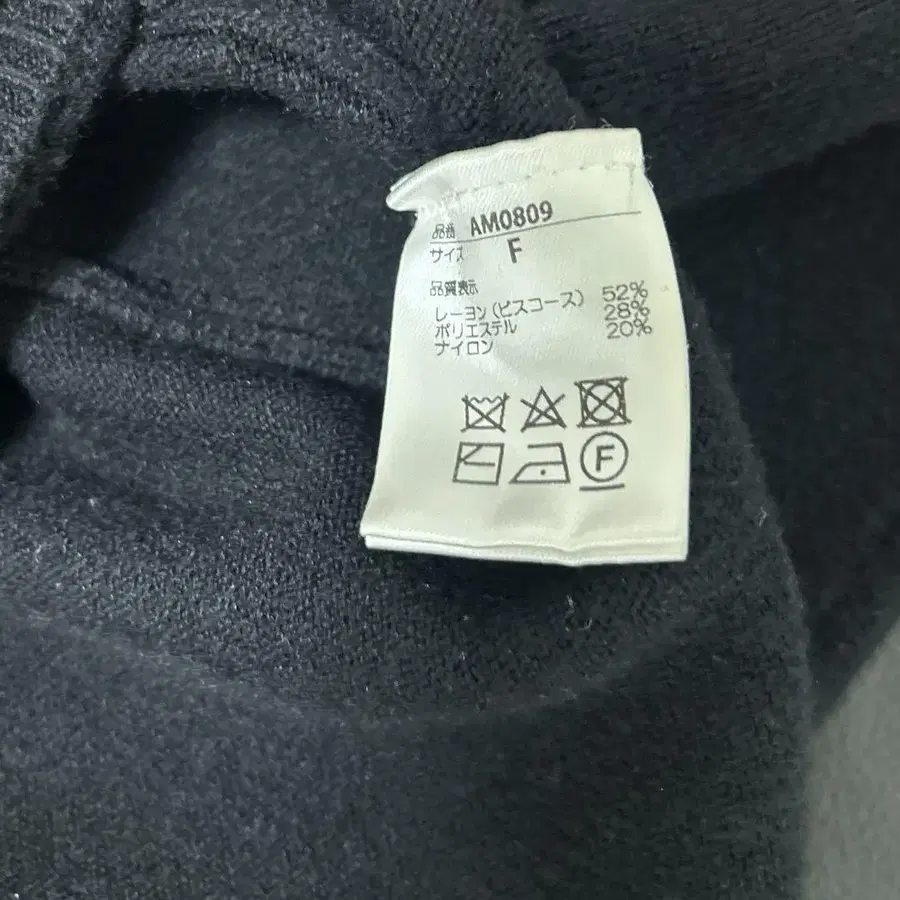 品番 AM0809
サイズ F
品質表示
レーヨン(ビスコース) 52%
ポリエステル 28%
ナイロン 20%
F